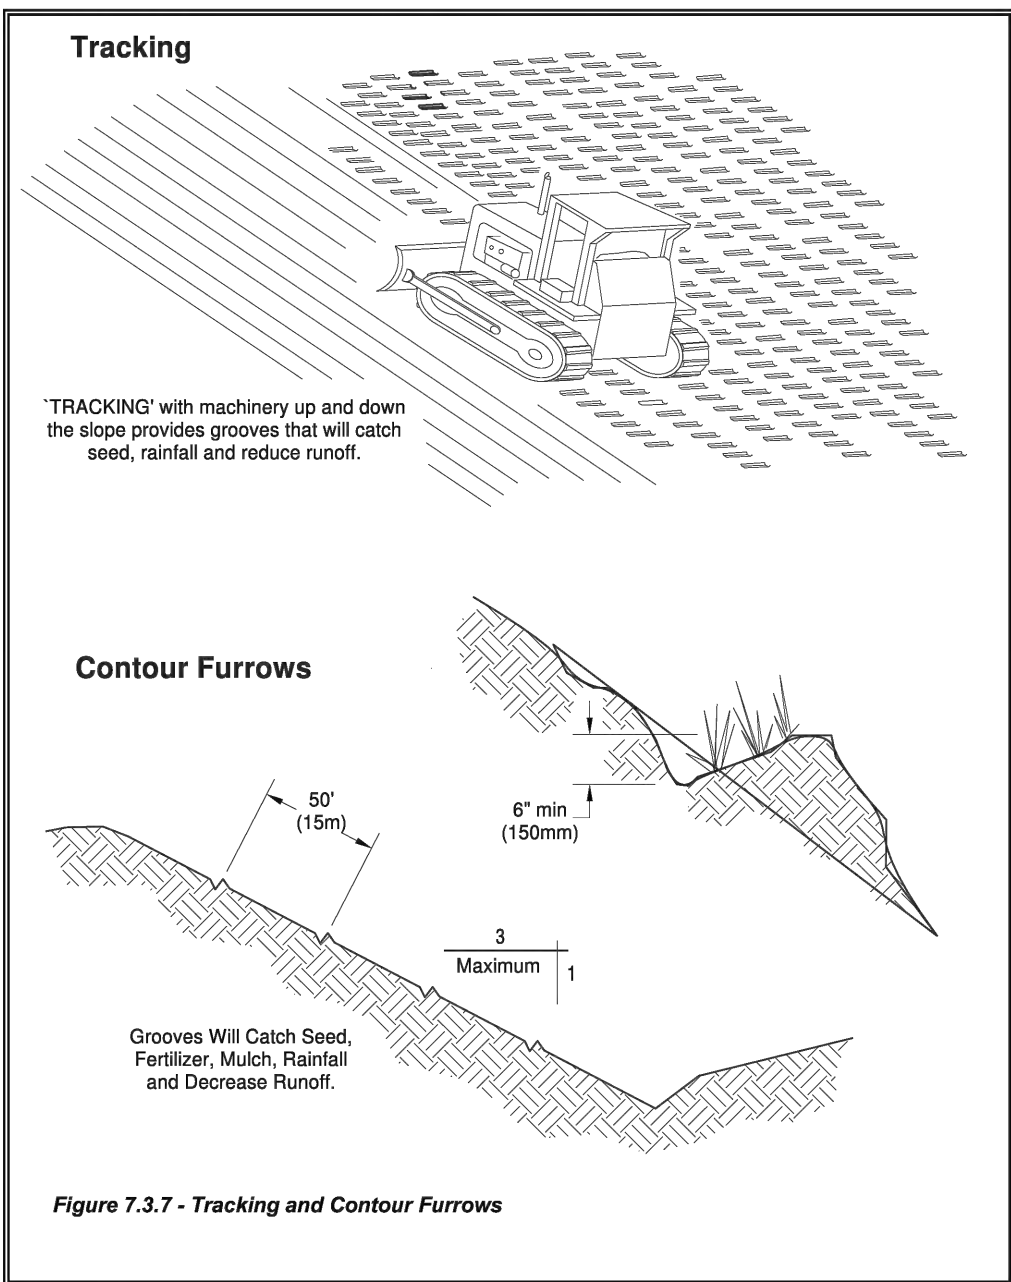 Tracking
`TRACKING' with machinery up and down
the slope provides grooves that will catch
seed, rainfall and reduce runoff.
Contour Furrows
6" min
(150mm)
50'
(15m)
3
Maximum
1
Grooves Will Catch Seed,
Fertilizer, Mulch, Rainfall
and Decrease Runoff.
Figure 7.3.7 - Tracking and Contour Furrows